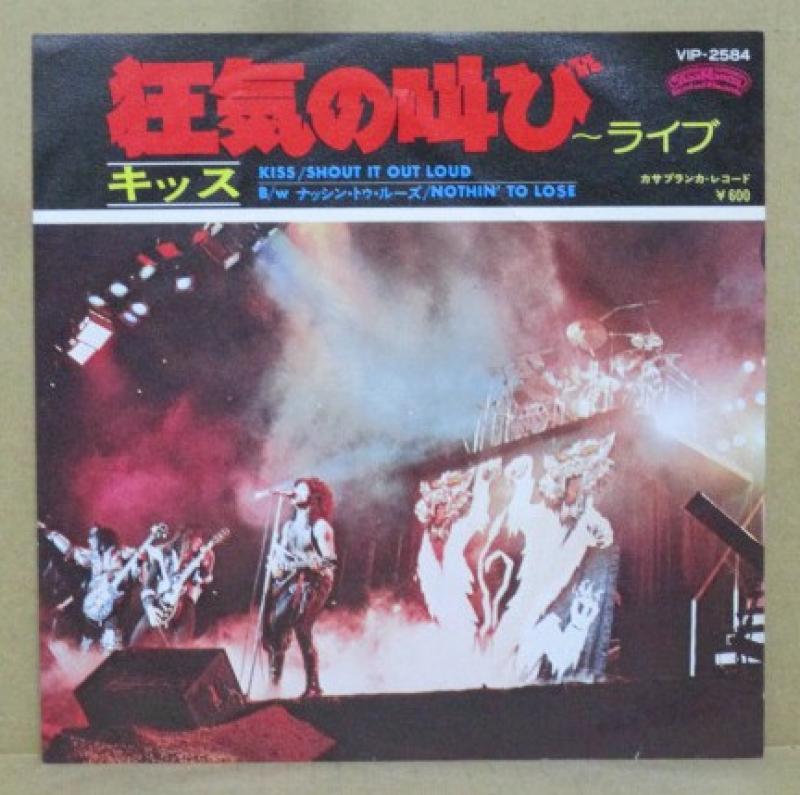 VIP-2584
Casablanca
狂気の叫び
~ライブ
キッス
KISS/SHOUT IT OUT LOUD
B/W ナッシン・トゥ・ルーズ/NOTHIN' TO LOSE
カサブランカ・レコード
¥600